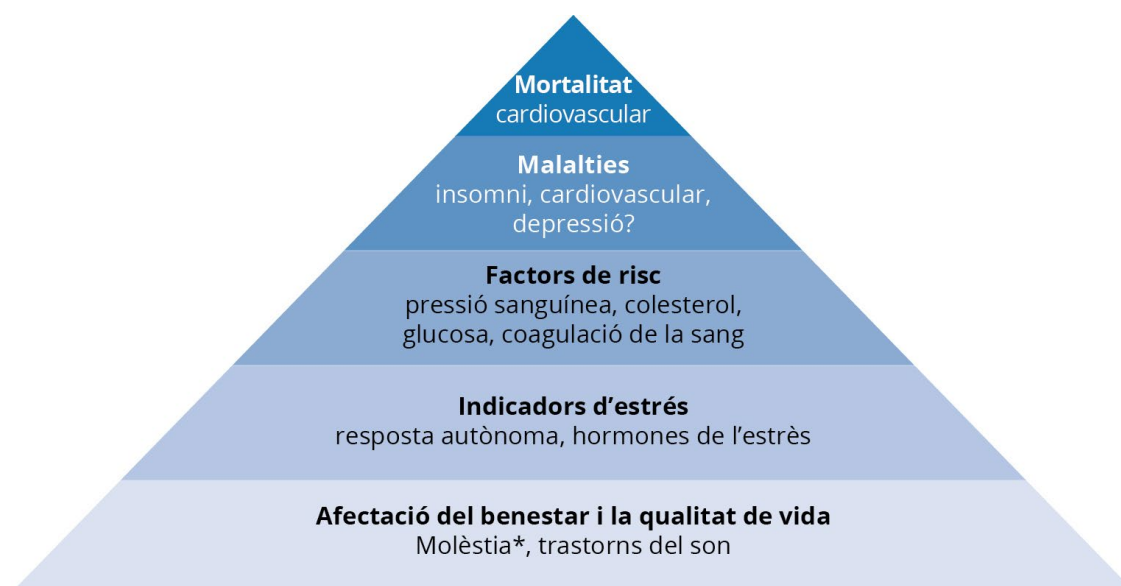 Mortalitat
cardiovascular
Malalties
insomni, cardiovascular,
depressió?
Factors de risc
pressió sanguínea, colesterol,
glucosa, coagulació de la sang
Indicadors d’estrés
resposta autònoma, hormones de l’estrès
Afectació del benestar i la qualitat de vida
Molèstia*, trastorns del son